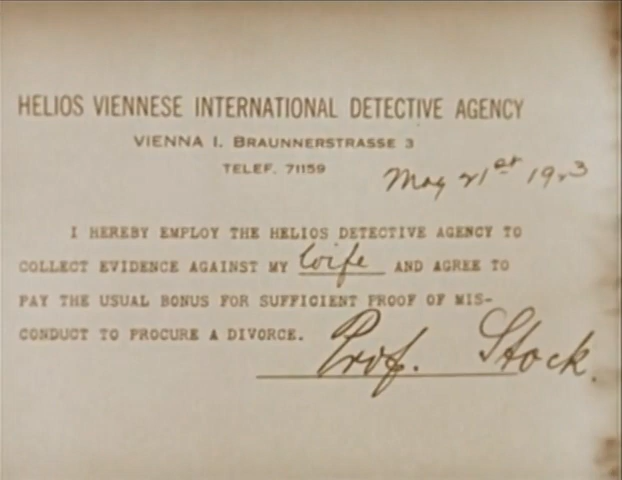 HELIOS VIENNESE INTERNATIONAL DETECTIVE AGENCY
VIENNA I. BRAUNNERSTRASSE 3
TELEF. 71159
May 21st 1923
I HEREBY EMPLOY THE HELIOS DETECTIVE AGENCY TO
COLLECT EVIDENCE AGAINST MY Wife AND AGREE TO
PAY THE USUAL BONUS FOR SUFFICIENT PROOF OF MIS-
CONDUCT TO PROCURE A DIVORCE.
Prof. Stock.